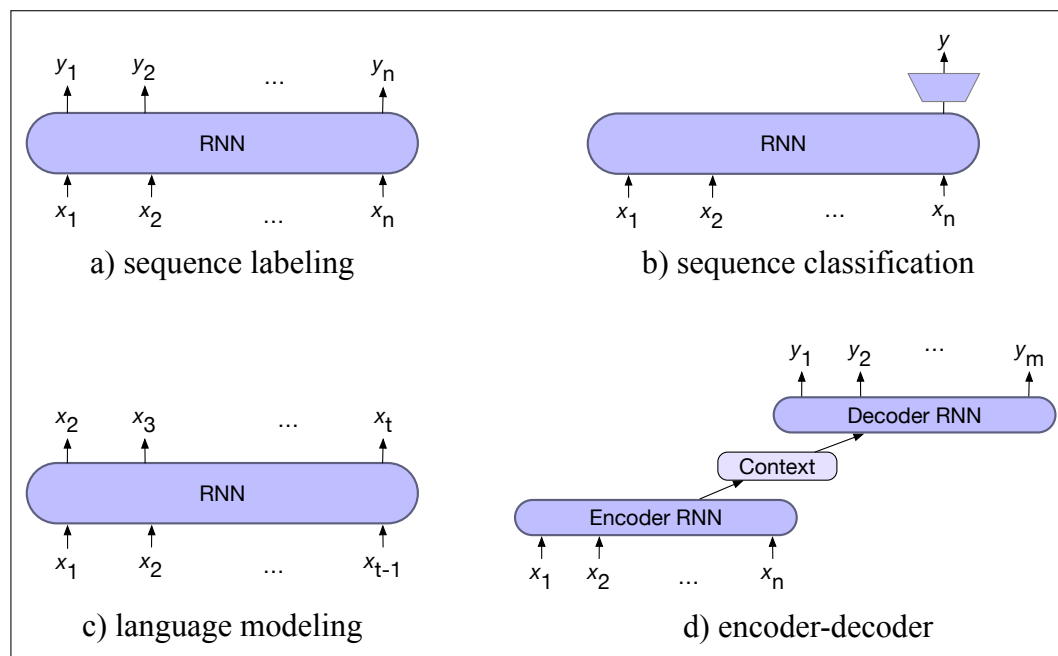 y1 y2 ... yn
RNN
x1 x2 ... xn
a) sequence labeling
y
RNN
x1 x2 ... xn
b) sequence classification
x2 x3 ... xt
RNN
x1 x2 ... xt-1
c) language modeling
y1 y2 ... ym
Decoder RNN
Context
Encoder RNN
x1 x2 ... xn
d) encoder-decoder